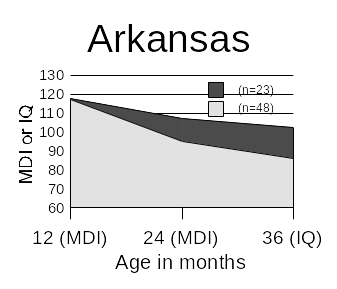 Arkansas
130
120
110
100
90
80
70
60
MDI or IQ
(n=23)
(n=48)
12 (MDI)
24 (MDI)
36 (IQ)
Age in months